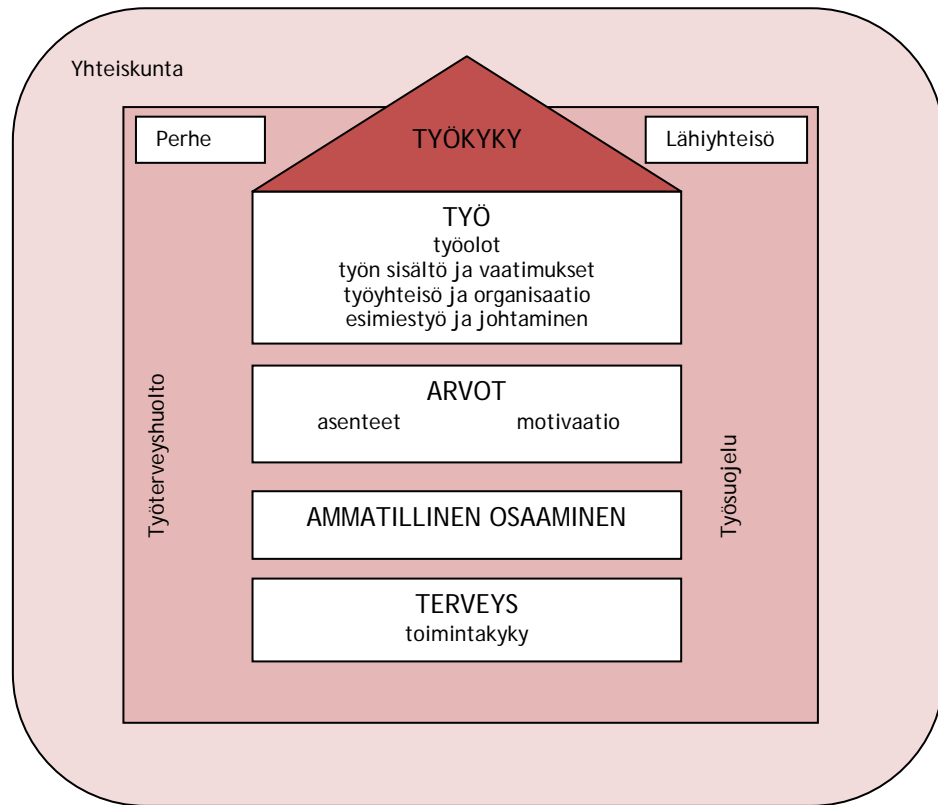 Yhteiskunta
Perhe
TYÖKYKY
Lähiyhteisö
TYÖ
työolot
työn sisältö ja vaatimukset
työyhteisö ja organisaatio
esimiestyö ja johtaminen
Työterveyshuolto
ARVOT
asenteet motivaatio
Työsuojelu
AMMATILLINEN OSAAMINEN
TERVEYS
toimintakyky